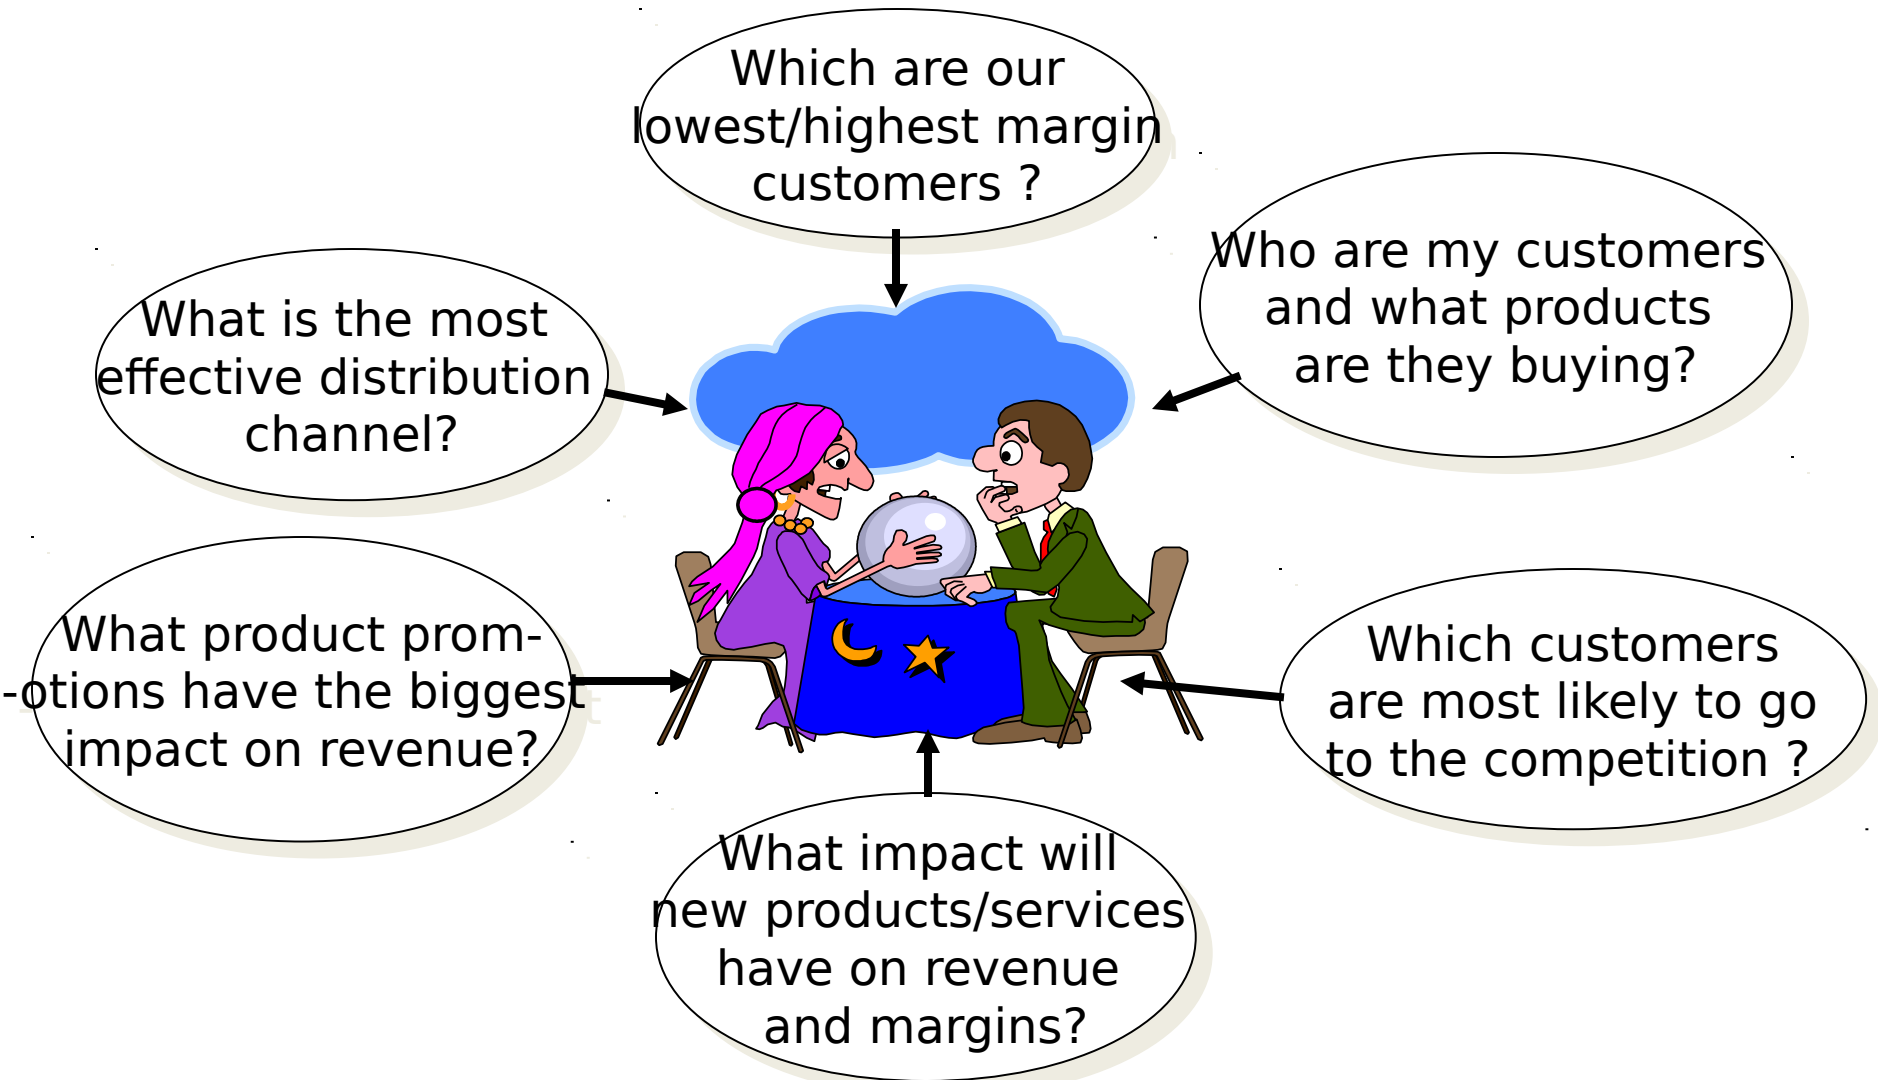 Which are our
lowest/highest margin
customers ?
Who are my customers
and what products
are they buying?
What is the most
effective distribution
channel?
What product prom-
-otions have the biggest
impact on revenue?
Which customers
are most likely to go
to the competition ?
What impact will
new products/services
have on revenue
and margins?